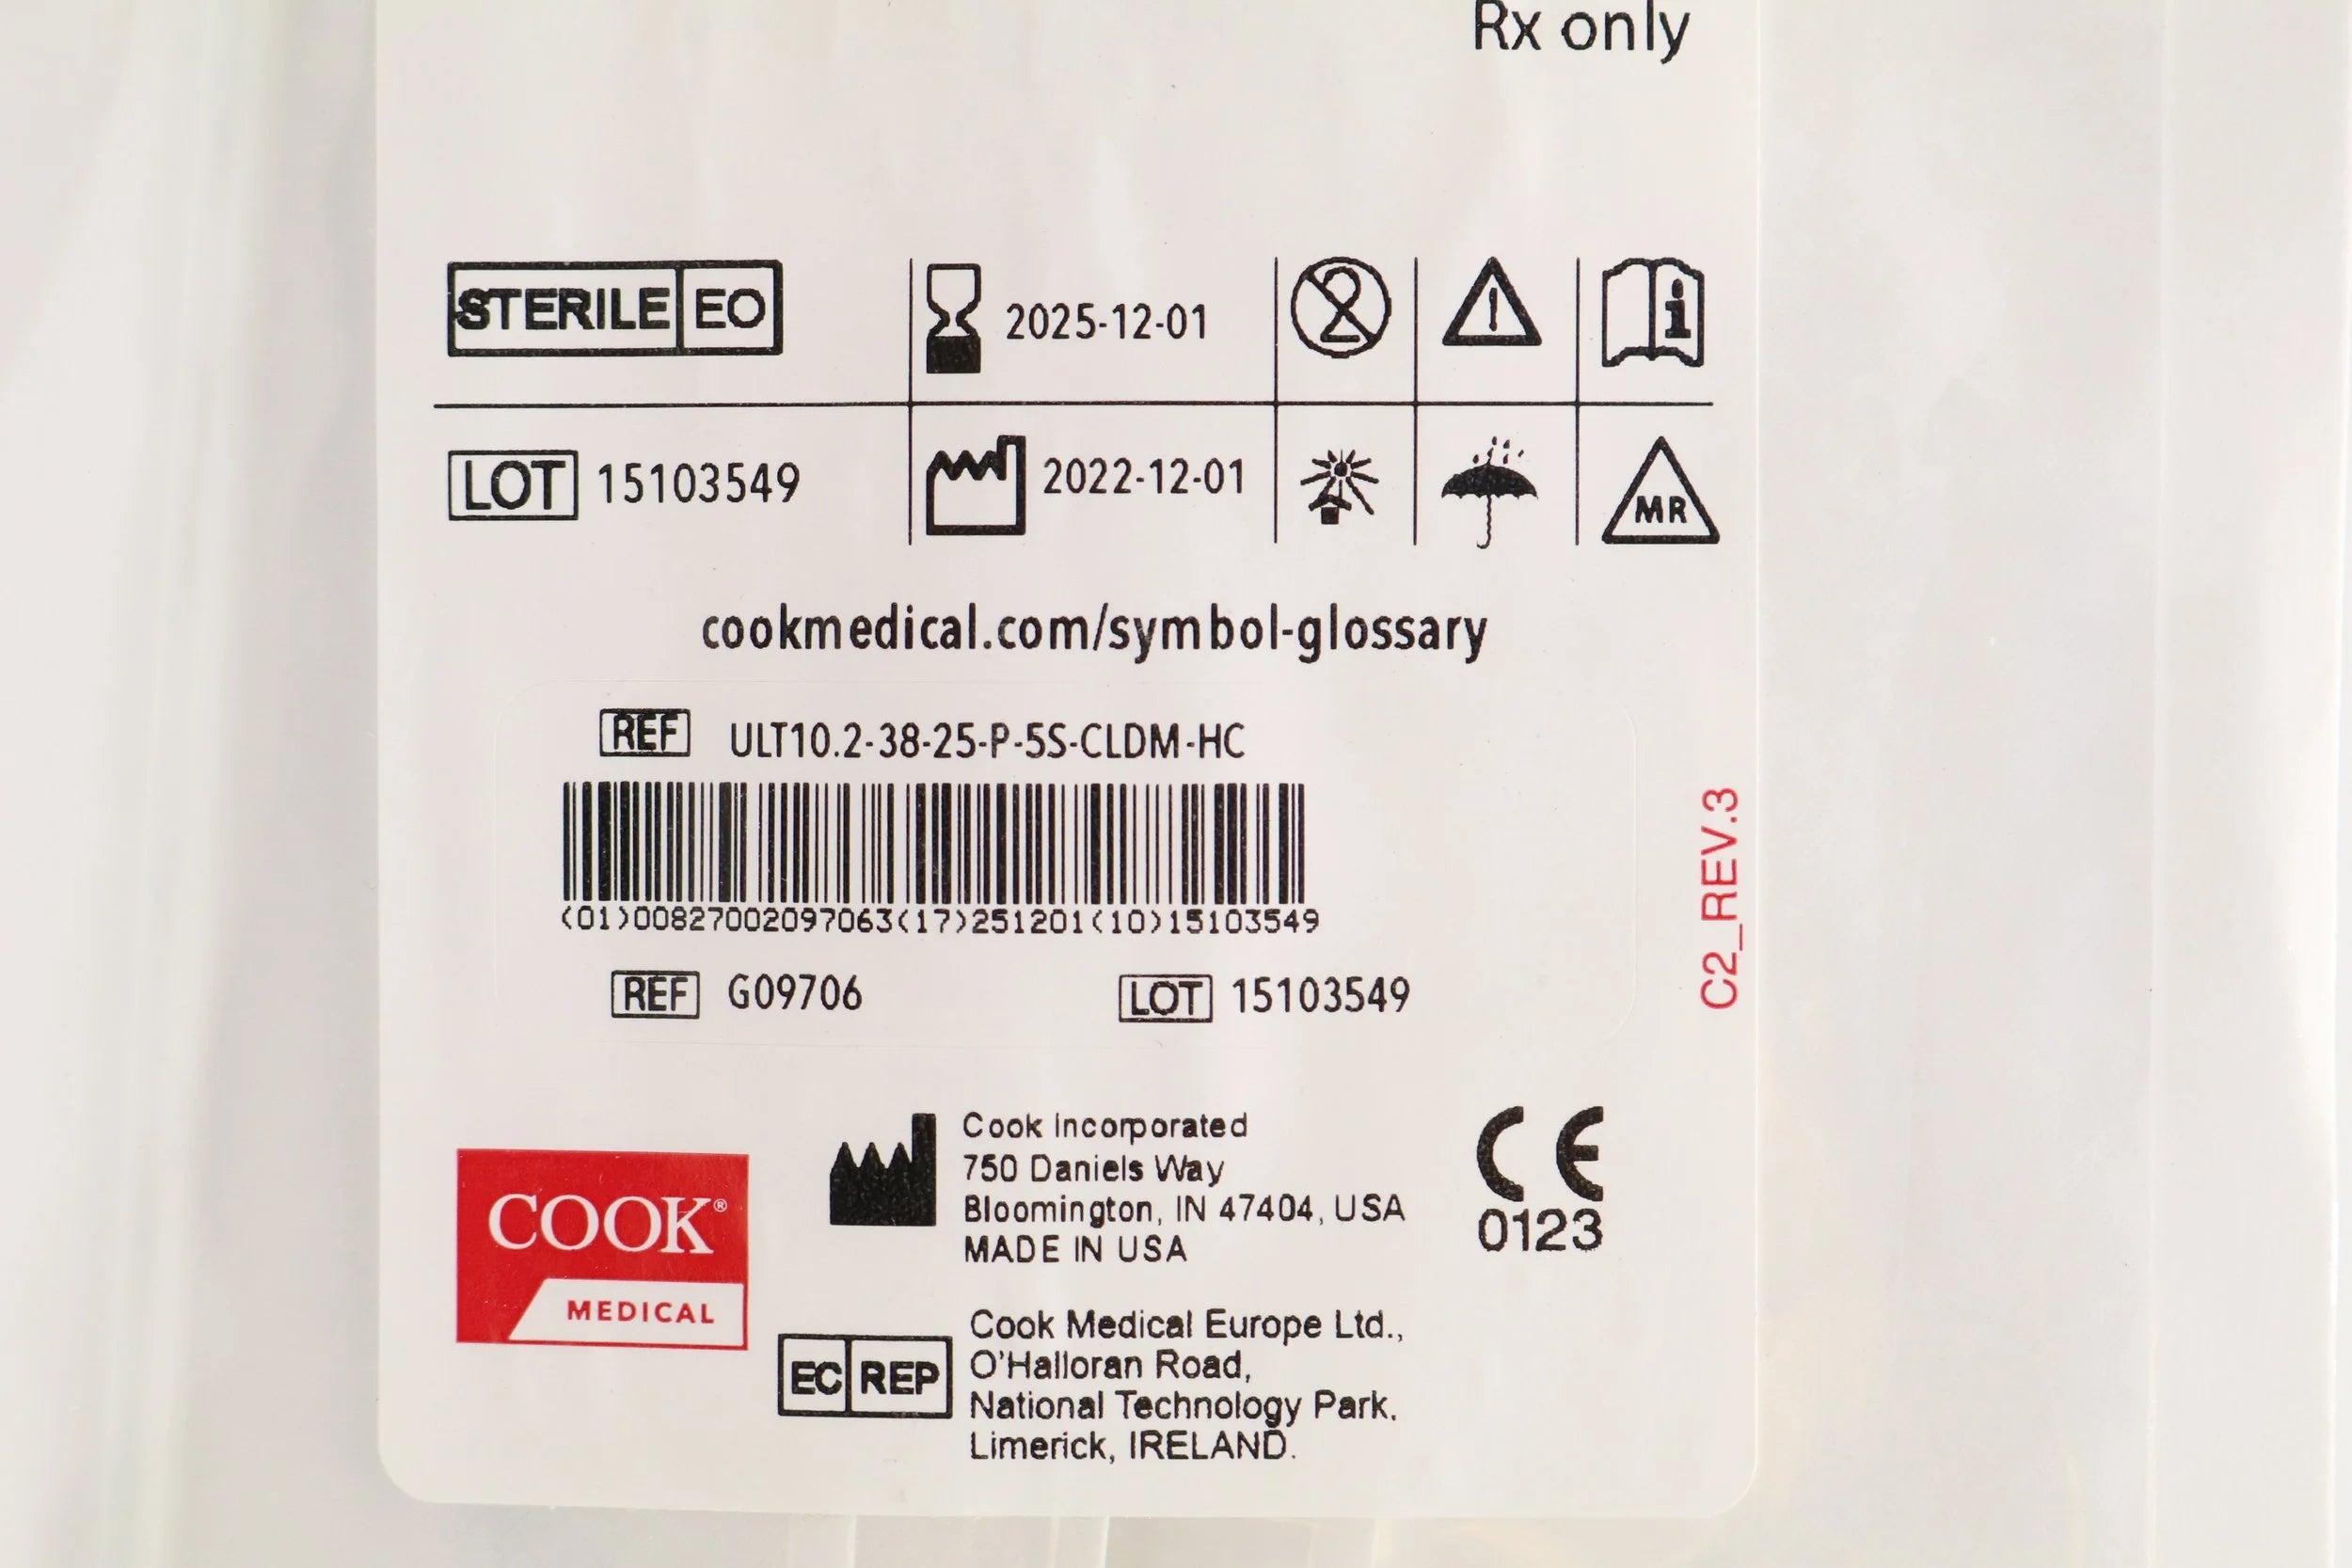 Rx only
STERILE EO
2025-12-01
2
LOT 15103549
2022-12-01
MR
cookmedical.com/symbol-glossary
REF ULT10.2-38-25-P-5S-CLDM-HC
(01)00827002097063(17)251201(10)15103549
REF G09706
LOT 15103549
C2_REV.3
COOK®
MEDICAL
Cook Incorporated
750 Daniels Way
Bloomington, IN 47404, USA
MADE IN USA
CE
0123
EC REP
Cook Medical Europe Ltd.,
O'Halloran Road,
National Technology Park,
Limerick, IRELAND.